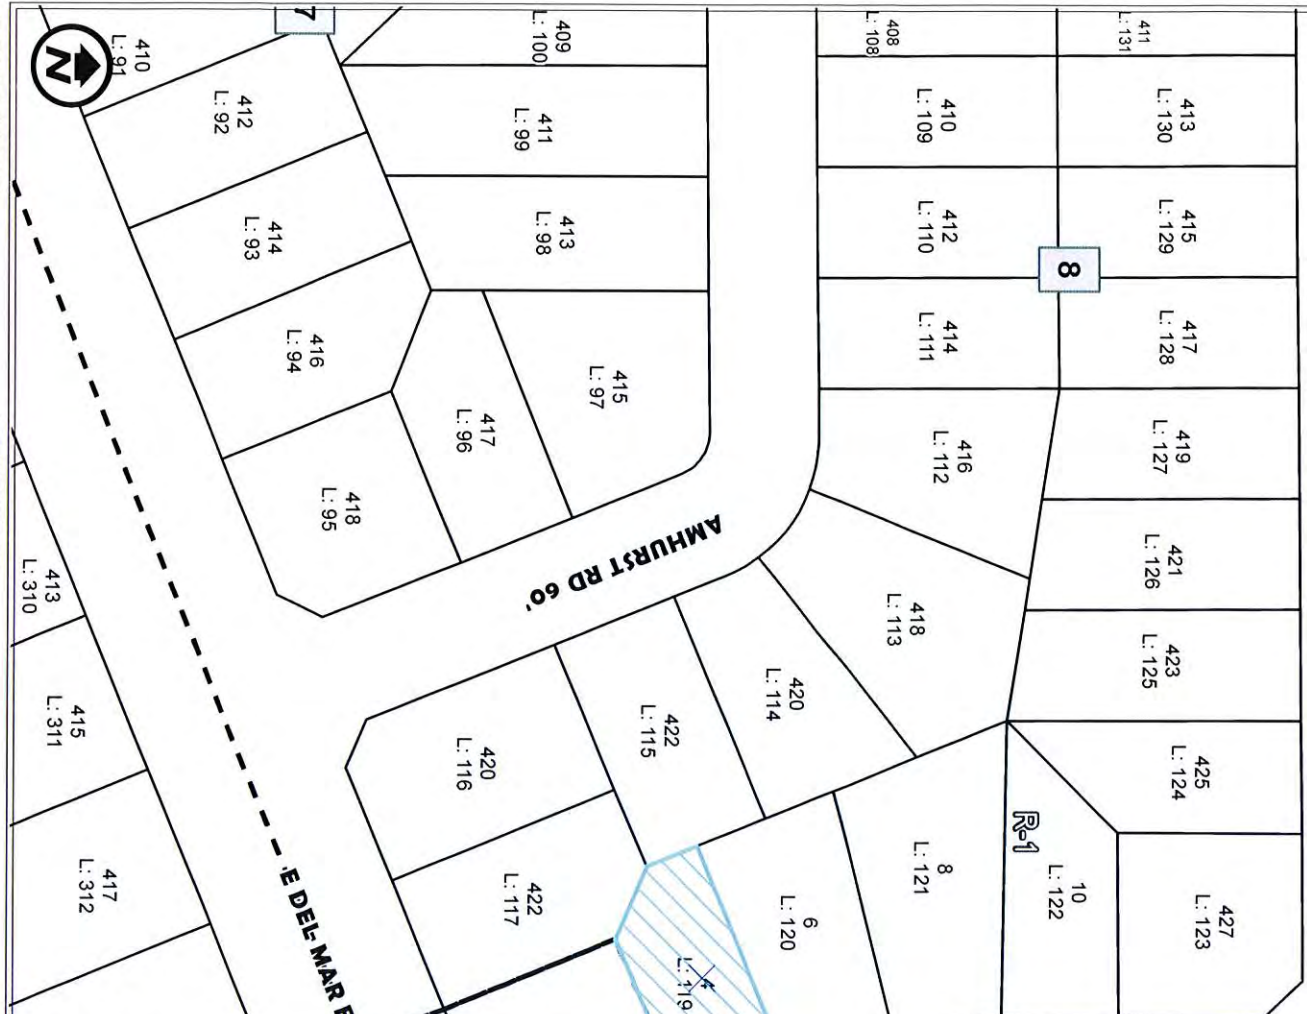 N
7
410
L: 91
412
L: 92
414
L: 93
416
L: 94
418
L: 95
417
L: 96
415
L: 97
413
L: 98
411
L: 99
409
L: 100
408
L: 108
410
L: 109
412
L: 110
414
L: 111
416
L: 112
418
L: 113
420
L: 114
422
L: 115
420
L: 116
422
L: 117
L: 119
6
L: 120
8
L: 121
10
L: 122
427
L: 123
425
L: 124
423
L: 125
421
L: 126
419
L: 127
417
L: 128
415
L: 129
413
L: 130
411
L: 131
8
R-1
AMHURST RD 60'
E DEL MAR
413
L: 310
415
L: 311
417
L: 312